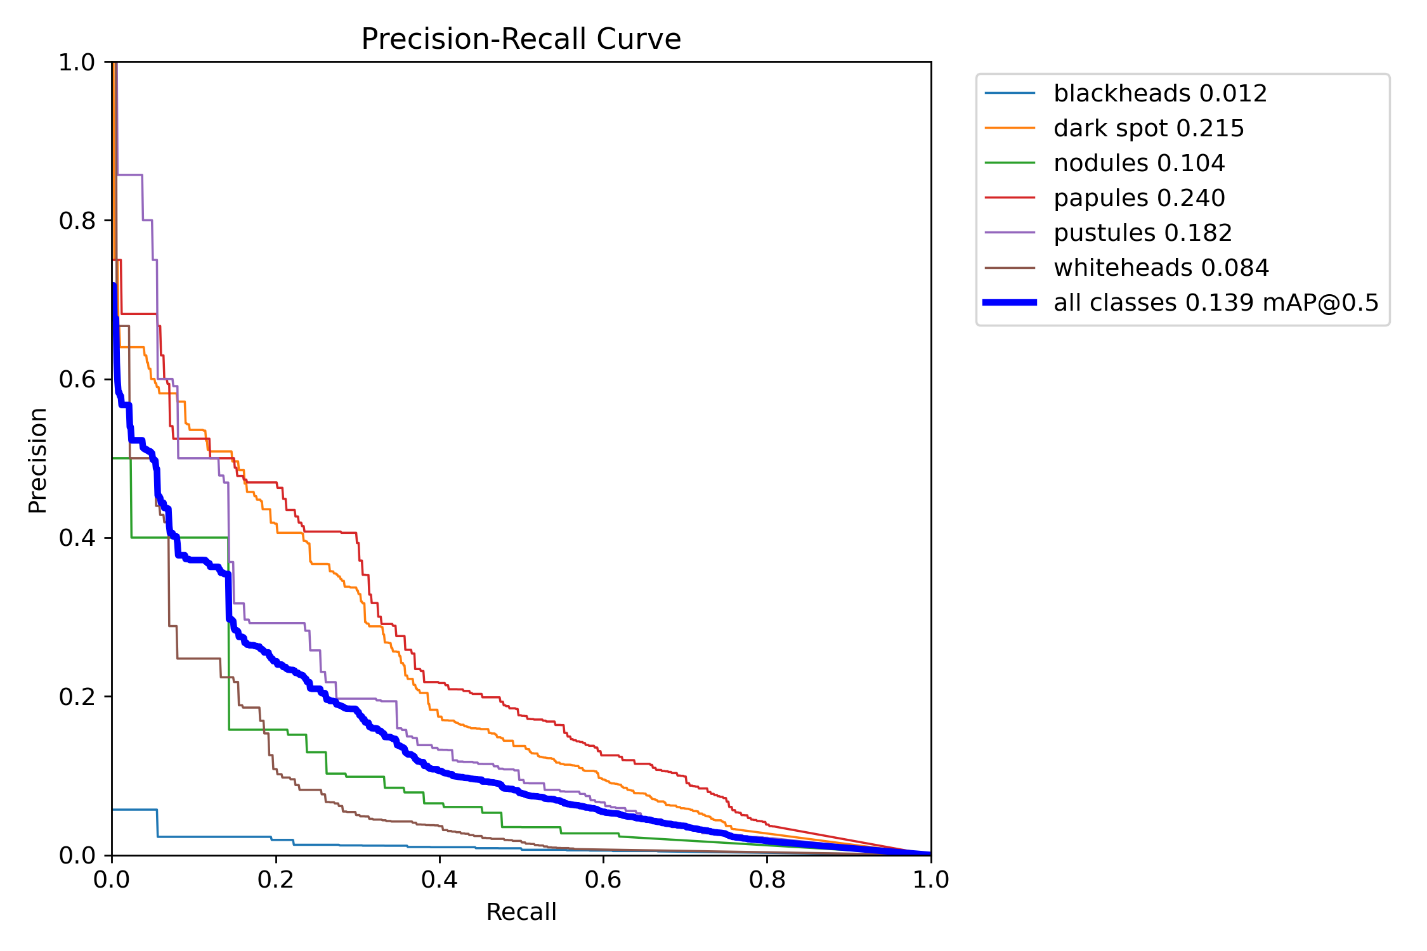 Precision-Recall Curve
1.0
0.8
0.6
0.4
0.2
0.0
Precision
0.0 0.2 0.4 0.6 0.8 1.0
Recall
blackheads 0.012
dark spot 0.215
nodules 0.104
papules 0.240
pustules 0.182
whiteheads 0.084
all classes 0.139 mAP@0.5